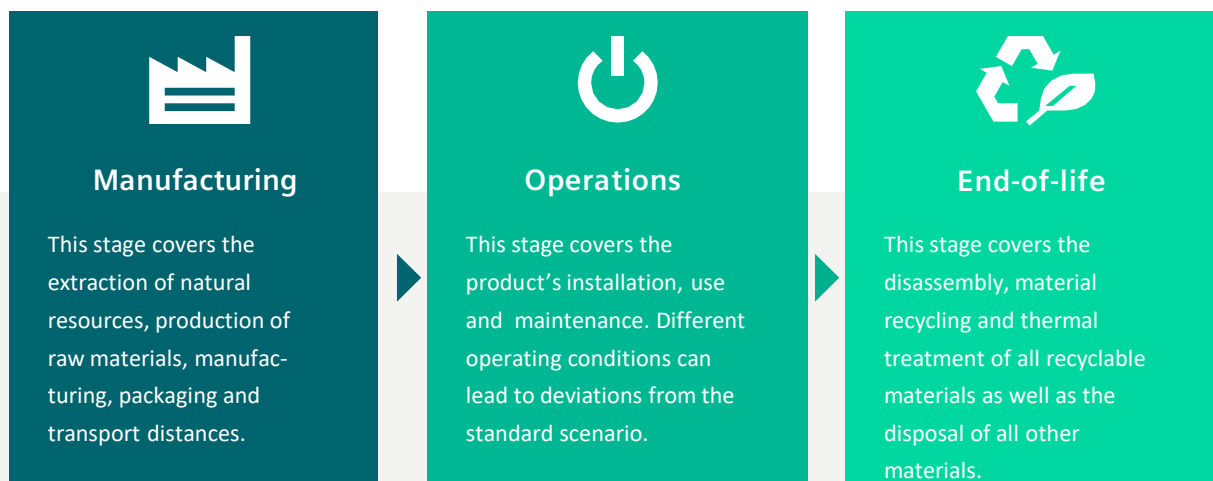 Manufacturing
This stage covers the
extraction of natural
resources, production of
raw materials, manufac-
turing, packaging and
transport distances.
Operations
This stage covers the
product’s installation, use
and maintenance. Different
operating conditions can
lead to deviations from the
standard scenario.
End-of-life
This stage covers the
disassembly, material
recycling and thermal
treatment of all recyclable
materials as well as the
disposal of all other
materials.